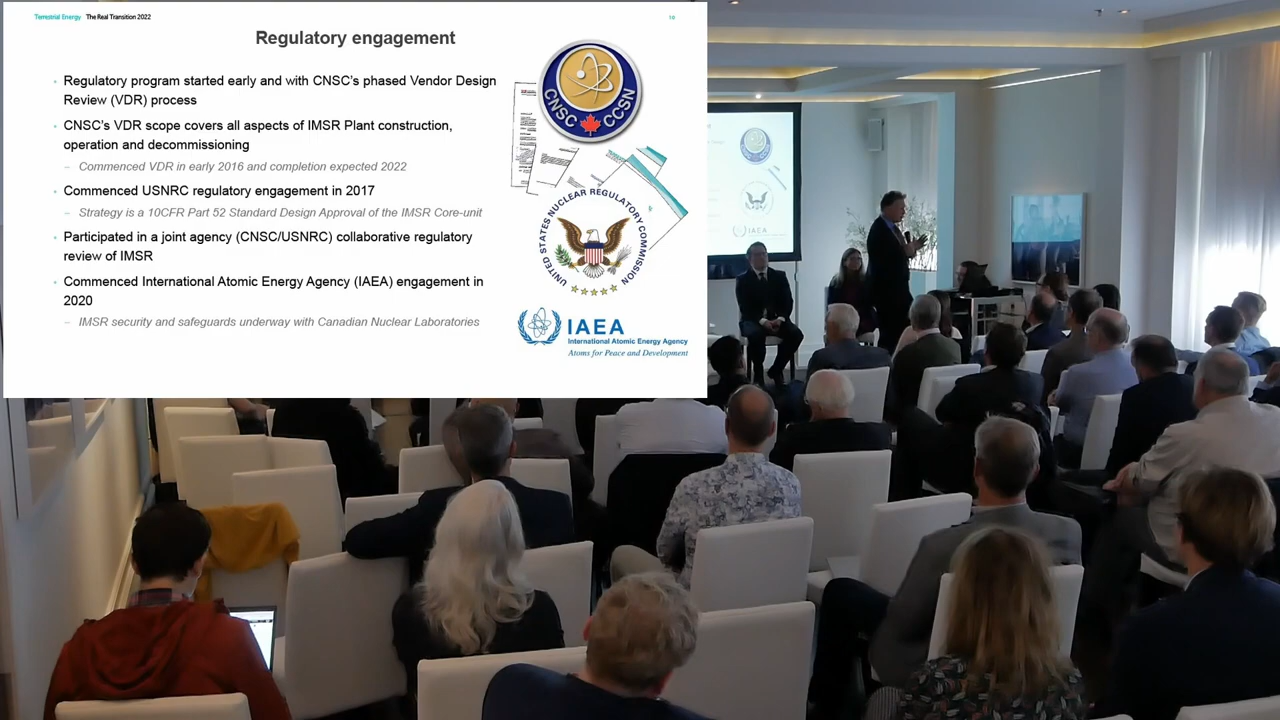 Terrestrial Energy The Real Transition 2022
18
Regulatory engagement
Regulatory program started early and with CNSC's phased Vendor Design
Review (VDR) process
CNSC's VDR scope covers all aspects of IMSR Plant construction,
operation and decommissioning
– Commenced VDR in early 2016 and completion expected 2022
Commenced USNRC regulatory engagement in 2017
– Strategy is a 10CFR Part 52 Standard Design Approval of the IMSR Core-unit
Participated in a joint agency (CNSC/USNRC) collaborative regulatory
review of IMSR
Commenced International Atomic Energy Agency (IAEA) engagement in
2020
– IMSR security and safeguards underway with Canadian Nuclear Laboratories
CNSC CCSN
UNITED STATES NUCLEAR REGULATORY COMMISSION
IAEA
International Atomic Energy Agency
Atoms for Peace and Development
IAEA